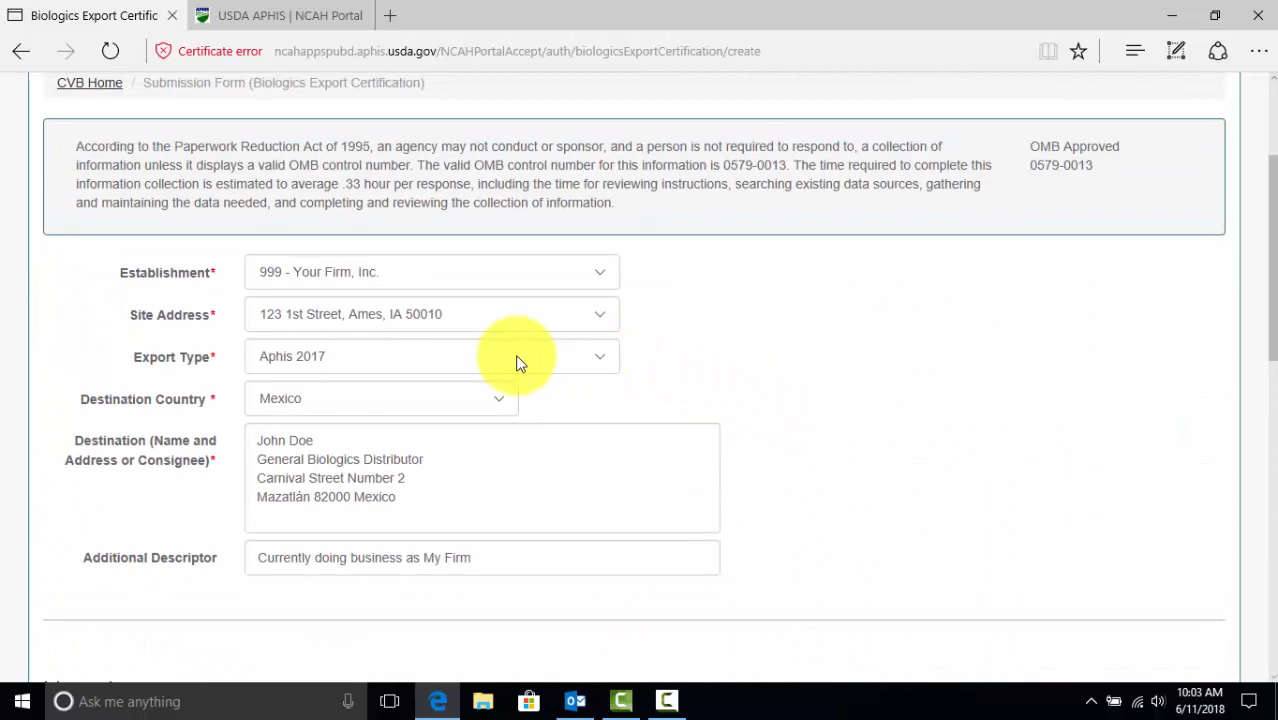 Biologics Export Certific
USDA APHIS | NCAH Portal
Certificate error
ncahappspubd.aphis.usda.gov/NCAHPortalAccept/auth/biologicsExportCertification/create
CVB Home / Submission Form (Biologics Export Certification)
According to the Paperwork Reduction Act of 1995, an agency may not conduct or sponsor, and a person is not required to respond to, a collection of
information unless it displays a valid OMB control number. The valid OMB control number for this information is 0579-0013. The time required to complete this
information collection is estimated to average .33 hour per response, including the time for reviewing instructions, searching existing data sources, gathering
and maintaining the data needed, and completing and reviewing the collection of information.
OMB Approved
0579-0013
Establishment* 999 - Your Firm, Inc.
Site Address* 123 1st Street, Ames, IA 50010
Export Type* Aphis 2017
Destination Country * Mexico
Destination (Name and
Address or Consignee)*
John Doe
General Biologics Distributor
Carnival Street Number 2
Mazatlán 82000 Mexico
Additional Descriptor Currently doing business as My Firm
Ask me anything
10:03 AM
6/11/2018